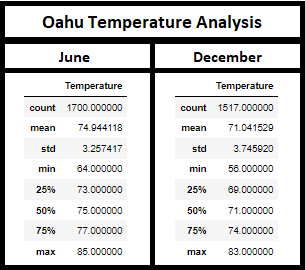 Oahu Temperature Analysis
June
Temperature
count 1700.000000
mean 74.944118
std 3.257417
min 64.000000
25% 73.000000
50% 75.000000
75% 77.000000
max 85.000000
December
Temperature
count 1517.000000
mean 71.041529
std 3.745920
min 56.000000
25% 69.000000
50% 71.000000
75% 74.000000
max 83.000000